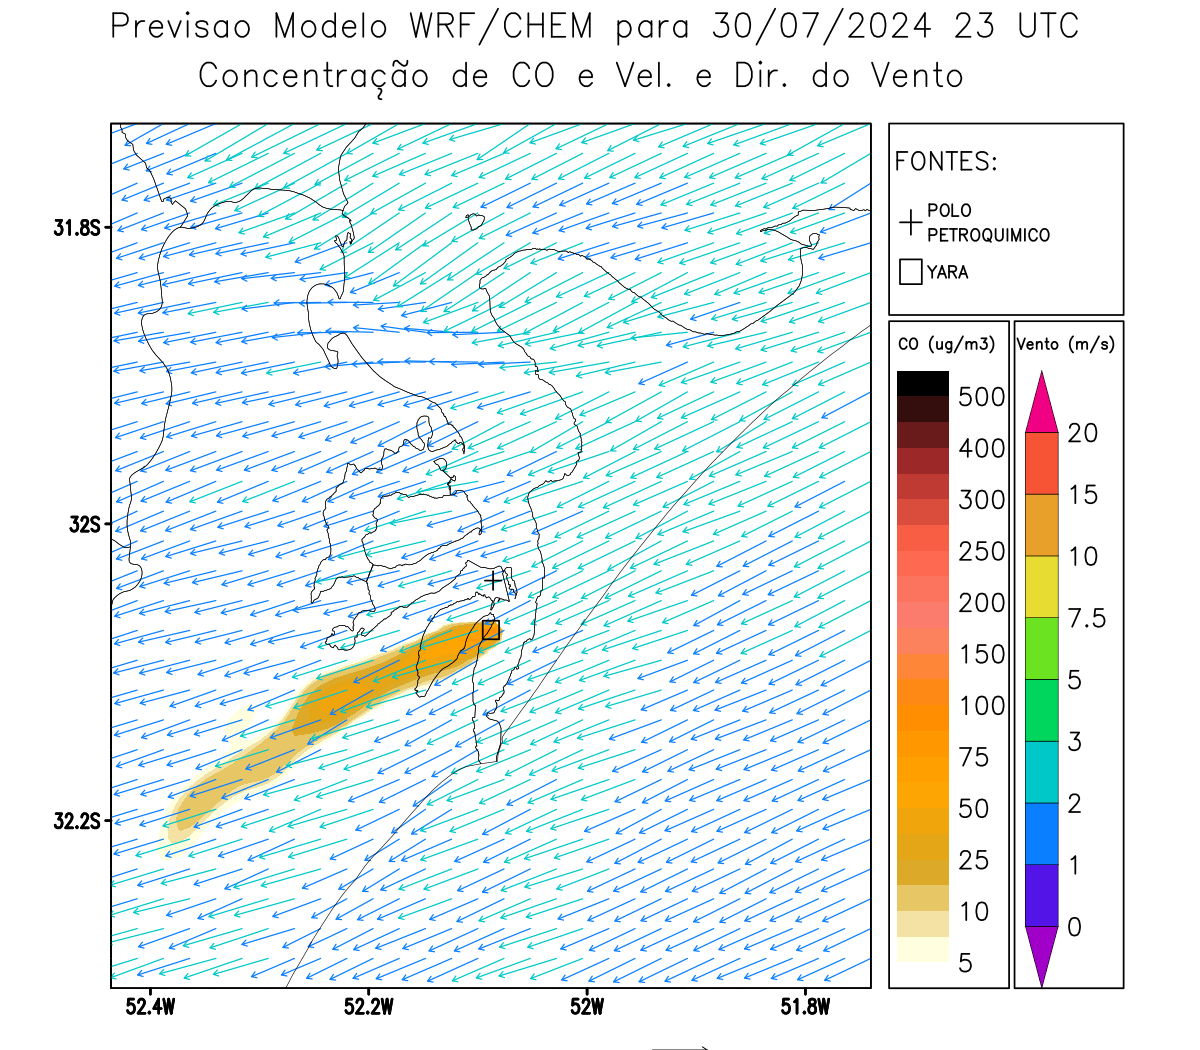 Previsao Modelo WRF/CHEM para 30/07/2024 23 UTC
Concentração de CO e Vel. e Dir. do Vento
FONTES:
POLO
PETROQUIMICO
YARA
CO (ug/m3)
500
400
300
250
200
150
100
75
50
25
10
5
Vento (m/s)
20
15
10
7.5
5
3
2
1
0
31.8S
32S
32.2S
52.4W
52.2W
52W
51.8W